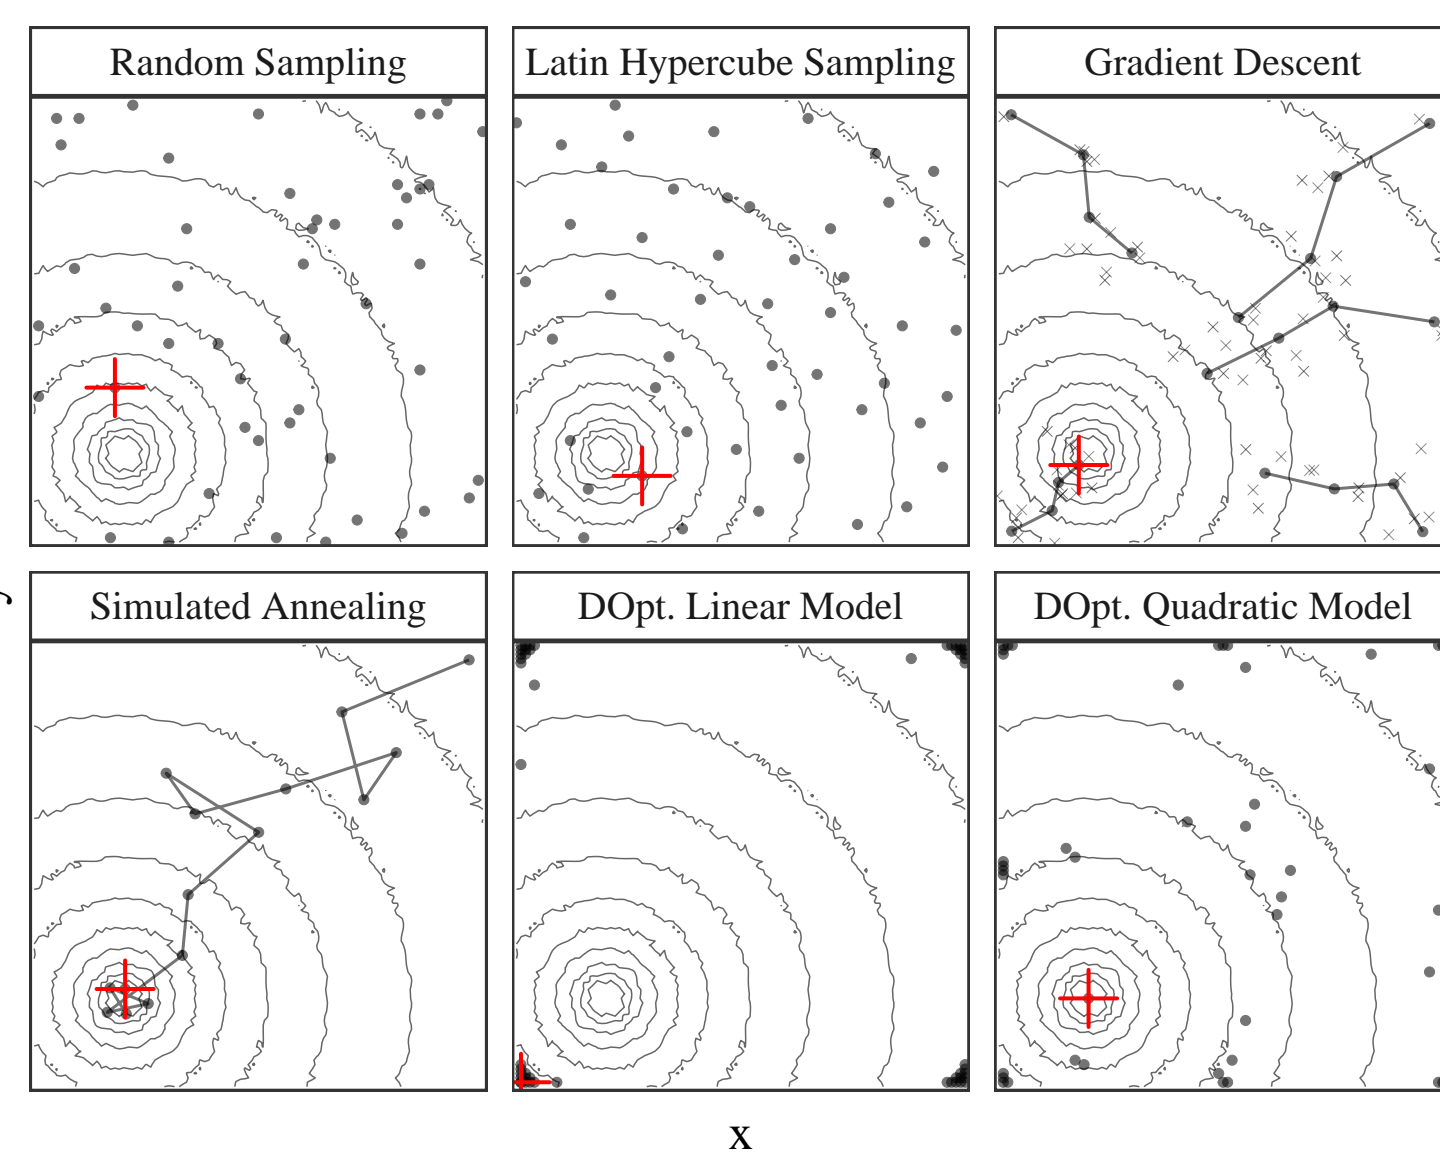 Random Sampling
Latin Hypercube Sampling
Gradient Descent
Simulated Annealing
DOpt. Linear Model
DOpt. Quadratic Model
x